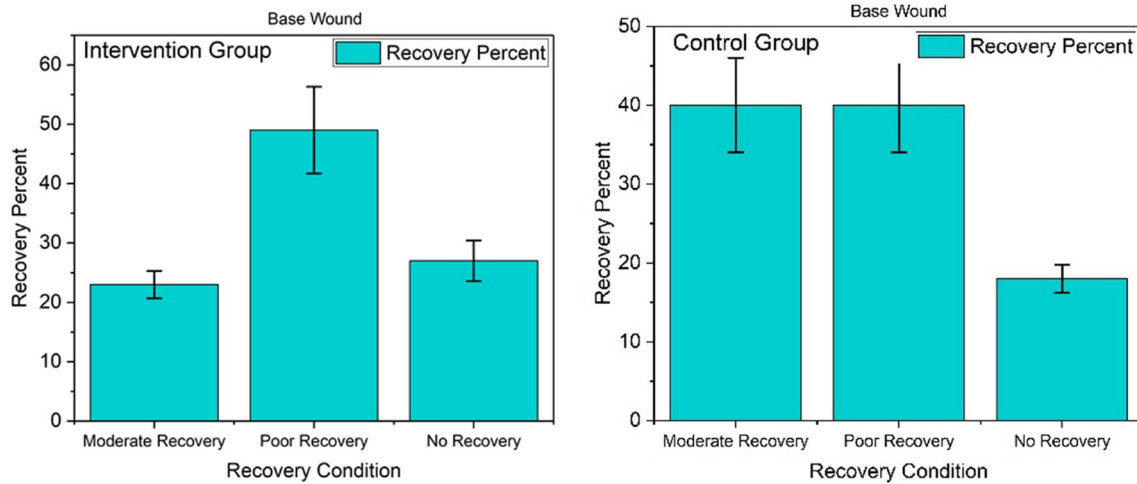 Base Wound
Intervention Group
Recovery Percent
Recovery Percent
60
50
40
30
20
10
0
Moderate Recovery Poor Recovery No Recovery
Recovery Condition
Base Wound
Control Group
Recovery Percent
Recovery Percent
50
40
30
20
10
0
Moderate Recovery Poor Recovery No Recovery
Recovery Condition